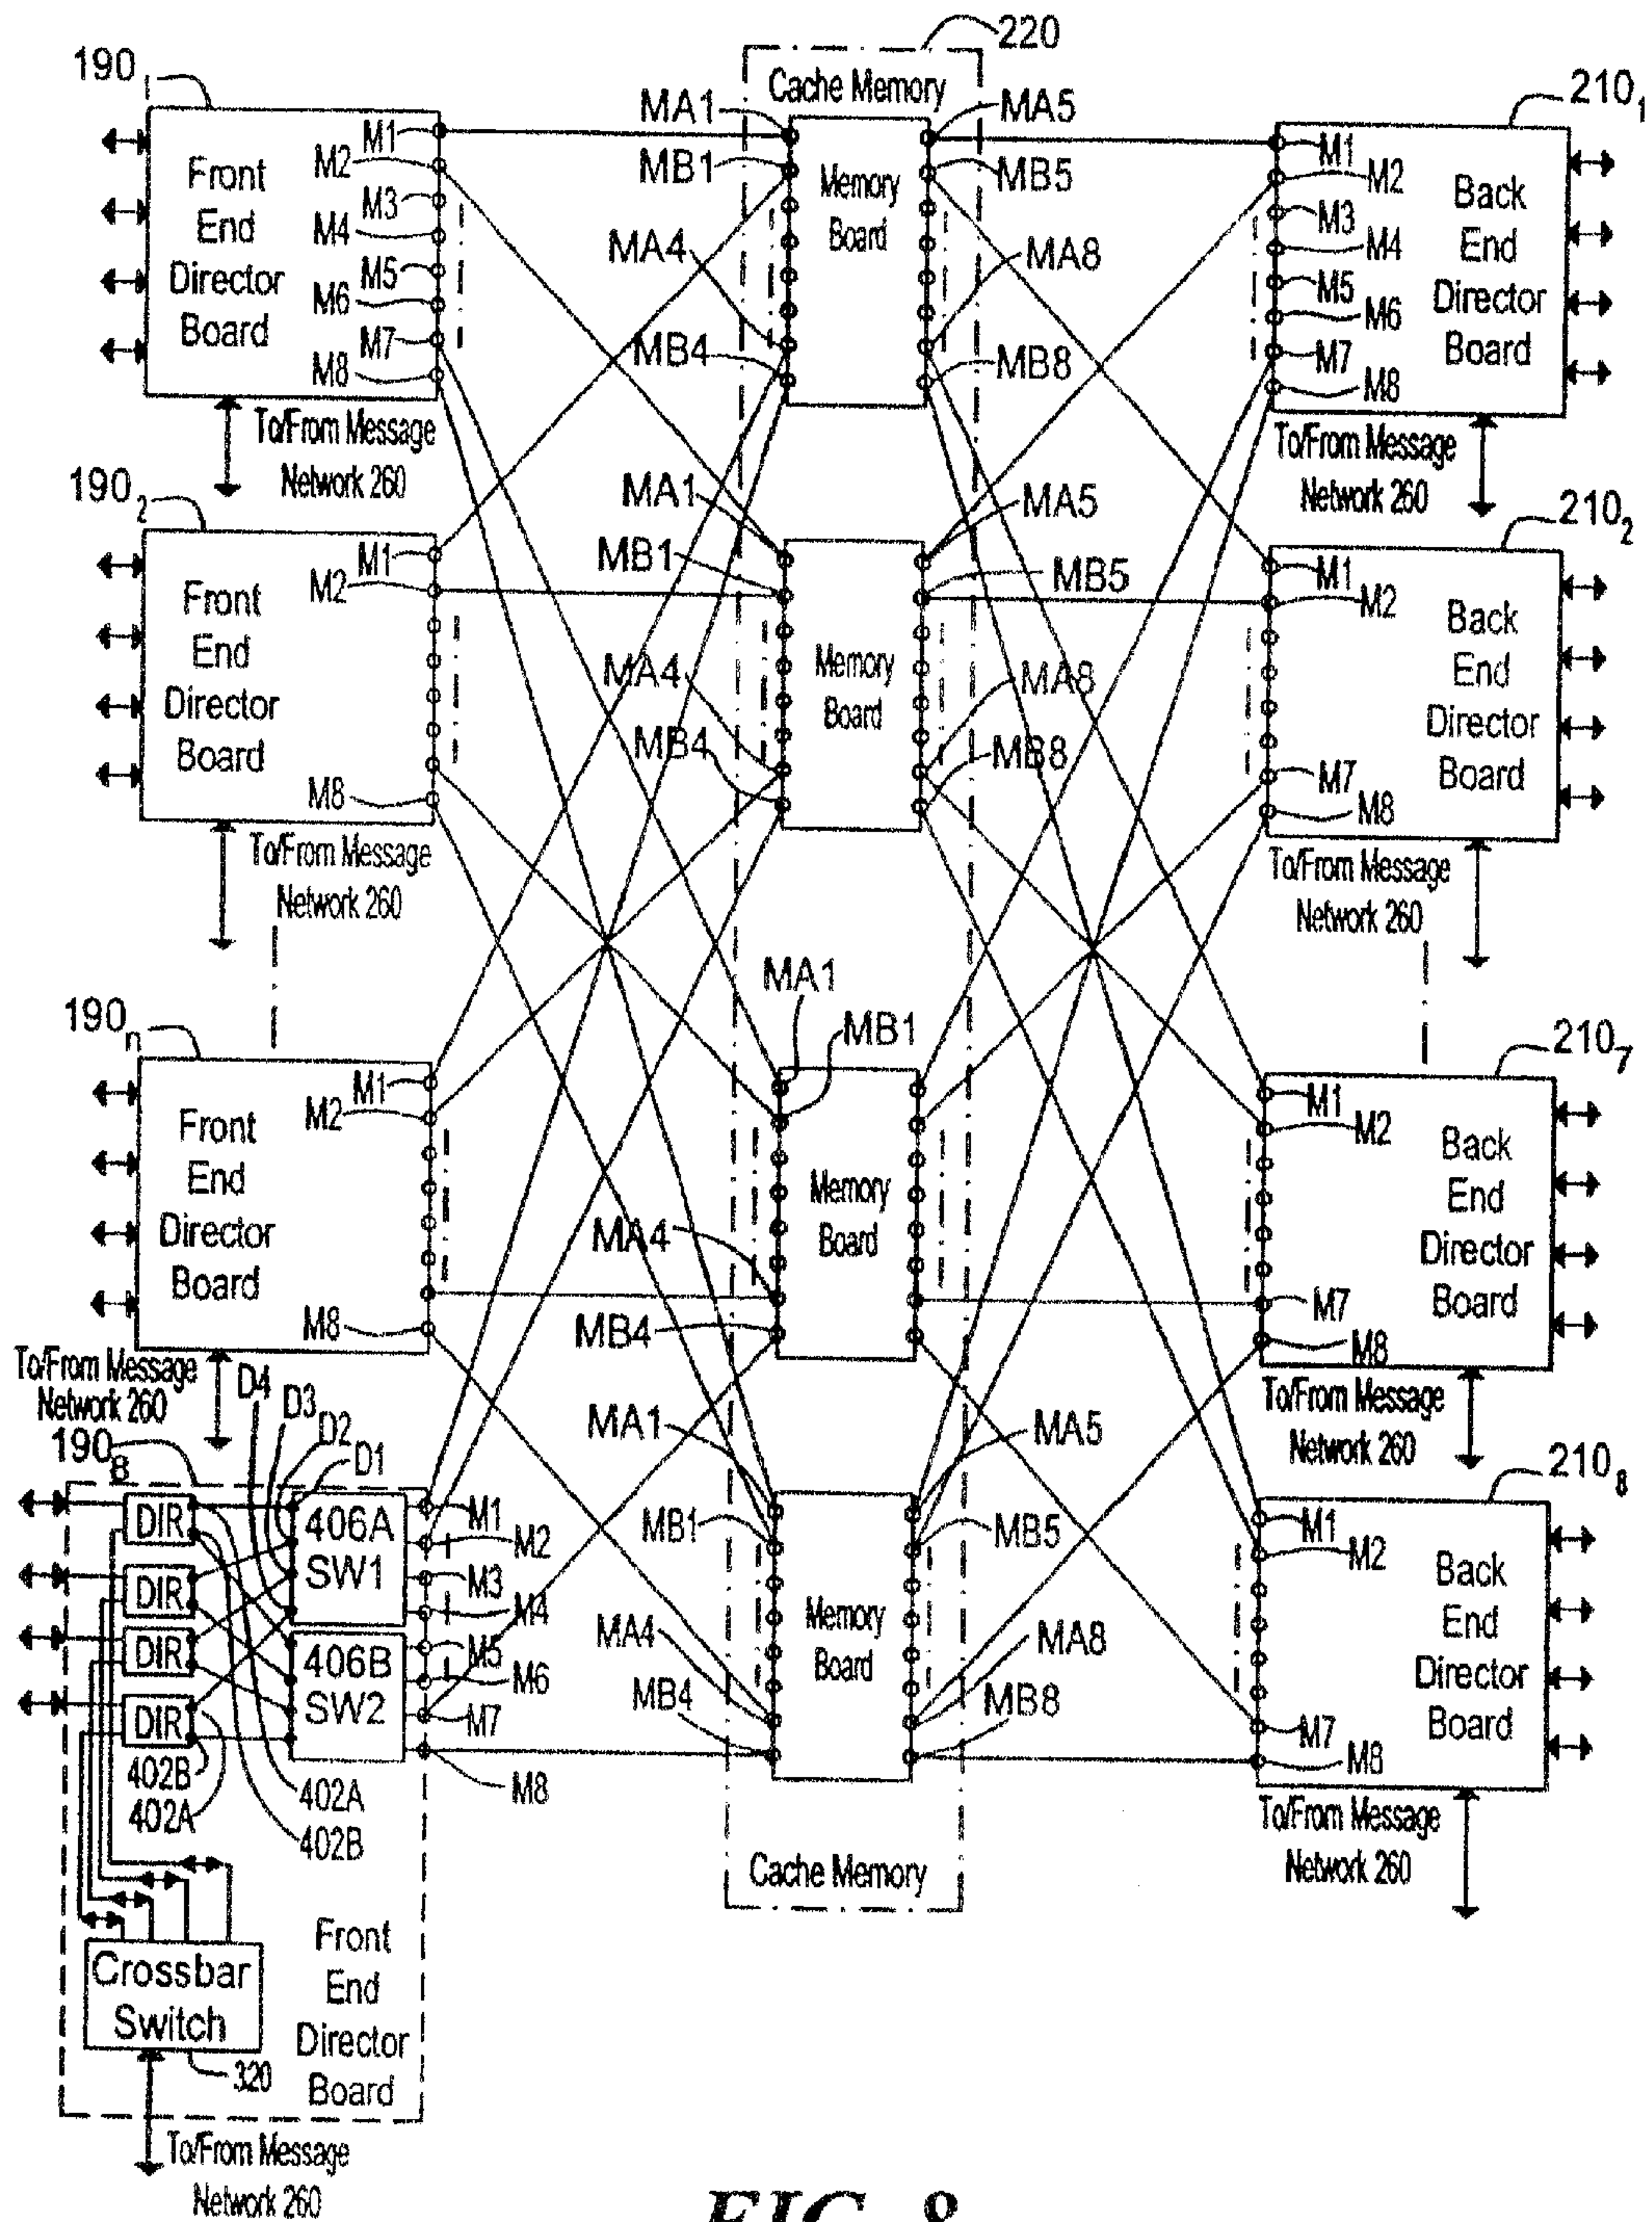 220
190 1
Cache Memory
210 1
MA1
MA5
M1
M1
Front
End
Director
Board
M2
MB1
Memory
Board
MB5
M2
Back
End
Director
Board
M3
M3
M4
MA4
MA8
M4
M5
M5
M6
M6
M7
MB4
MB8
M7
M8
M8
To/From Message
Network 260
To/From Message
Network 260
190 2
MA1
MA5
210 2
M1
MB1
MB5
M1
M2
M2
Front
End
Director
Board
Memory
Board
Back
End
Director
Board
MA4
MA8
MB4
MB8
M7
M8
M8
To/From Message
Network 260
To/From Message
Network 260
MA1
190 n
MB1
210 7
M1
M1
M2
M2
Front
End
Director
Board
Memory
Board
Back
End
Director
Board
MA4
M7
M8
MB4
M8
To/From Message
Network 260
To/From Message
Network 260
D4
D3
D2
D1
190 8
MA1
MA5
210 8
DIR
406A
SW1
M1
MB1
MB5
M1
M2
M2
DIR
M3
M4
Memory
Board
Back
End
Director
Board
DIR
406B
SW2
M5
MA4
MA8
M6
DIR
M7
MB4
MB8
M7
M8
M8
402B
402A
402A
402B
To/From Message
Network 260
Cache Memory
Crossbar
Switch
Front
End
Director
Board
320
To/From Message
Network 260
FIG. 8